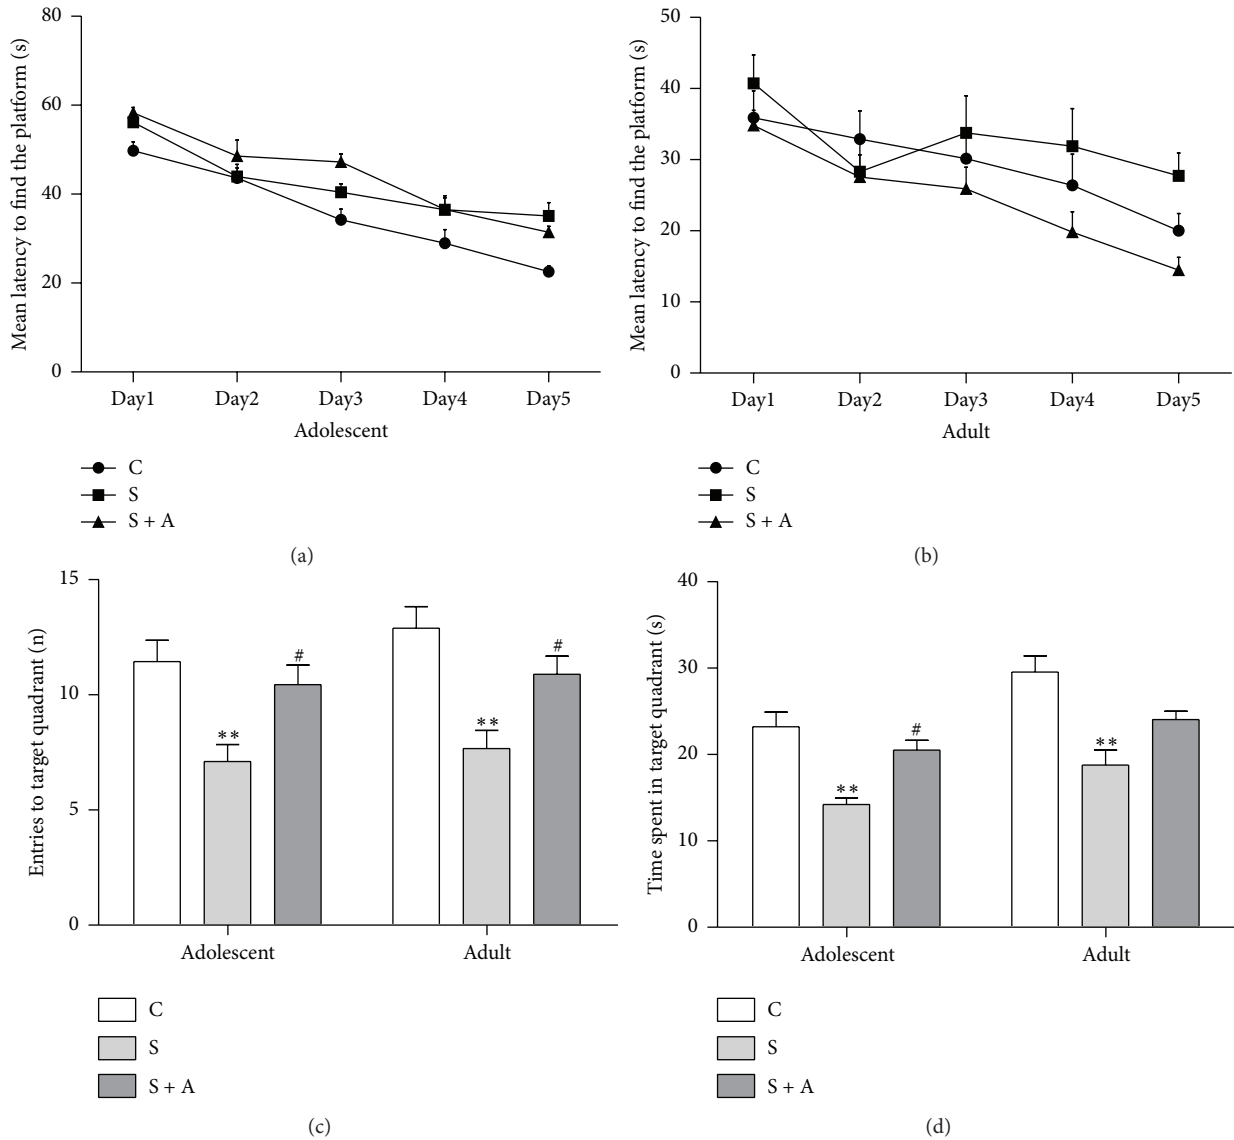 Mean latency to find the platform (s)
80
60
40
20
0
Day1 Day2 Day3 Day4 Day5
Adolescent
C
S
S + A
(a)
Mean latency to find the platform (s)
50
40
30
20
10
0
Day1 Day2 Day3 Day4 Day5
Adult
C
S
S + A
(b)
Entries to target quadrant (n)
15
10
5
0
**
#
**
#
Adolescent Adult
C
S
S + A
(c)
Time spent in target quadrant (s)
40
30
20
10
0
**
#
**
Adolescent Adult
C
S
S + A
(d)